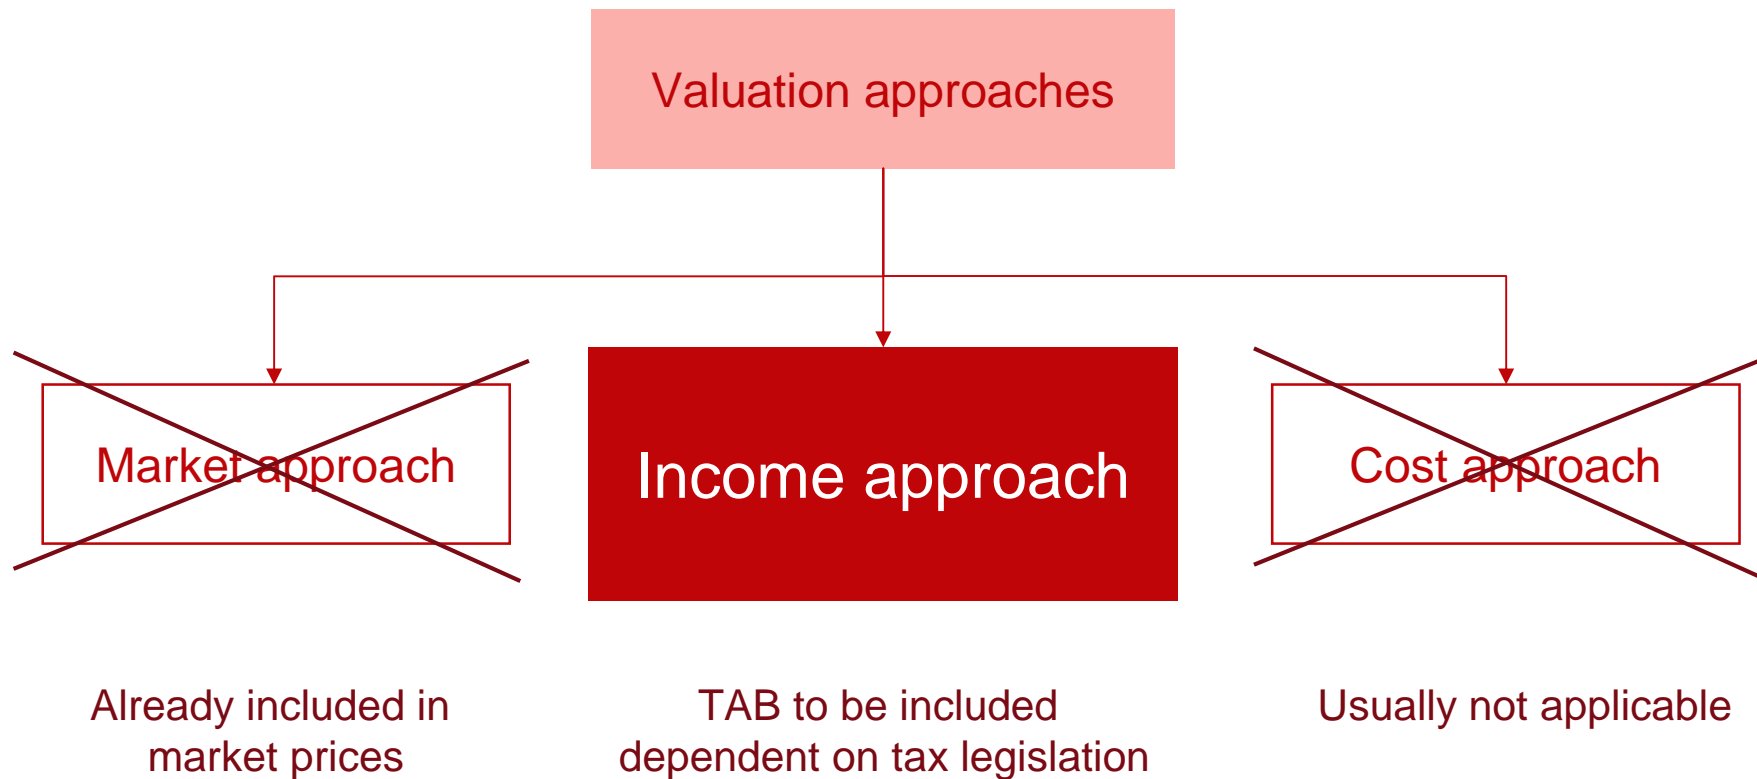 Valuation approaches
Market approach
Income approach
Cost approach
Already included in
market prices
TAB to be included
dependent on tax legislation
Usually not applicable